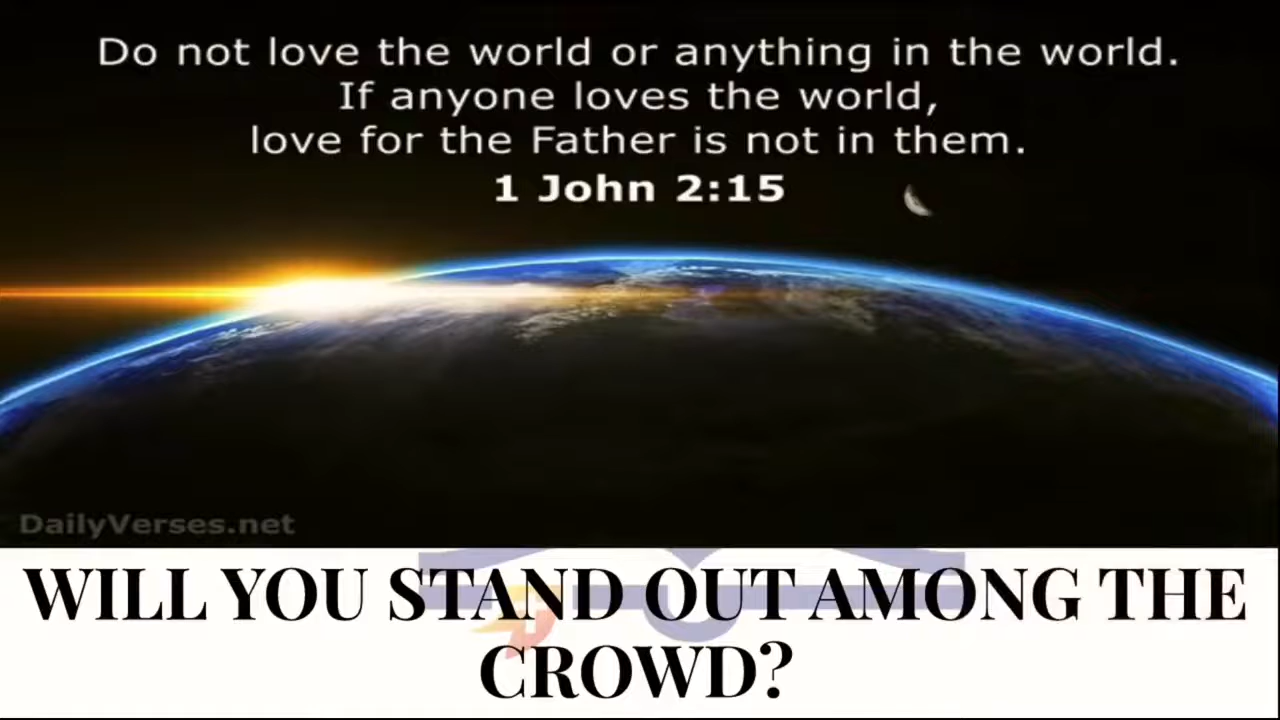 Do not love the world or anything in the world.
If anyone loves the world,
love for the Father is not in them.
1 John 2:15
DailyVerses.net
WILL YOU STAND OUT AMONG THE
CROWD?